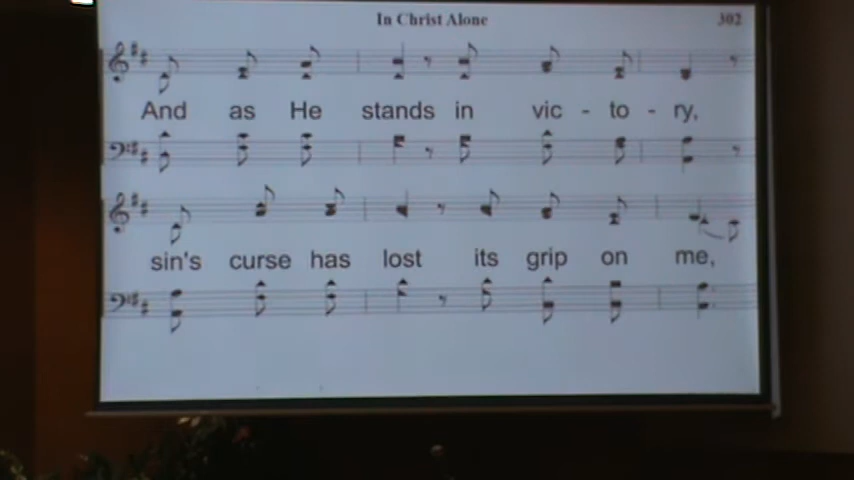 In Christ Alone 302
And as He stands in vic - to - ry,
sin's curse has lost its grip on me,